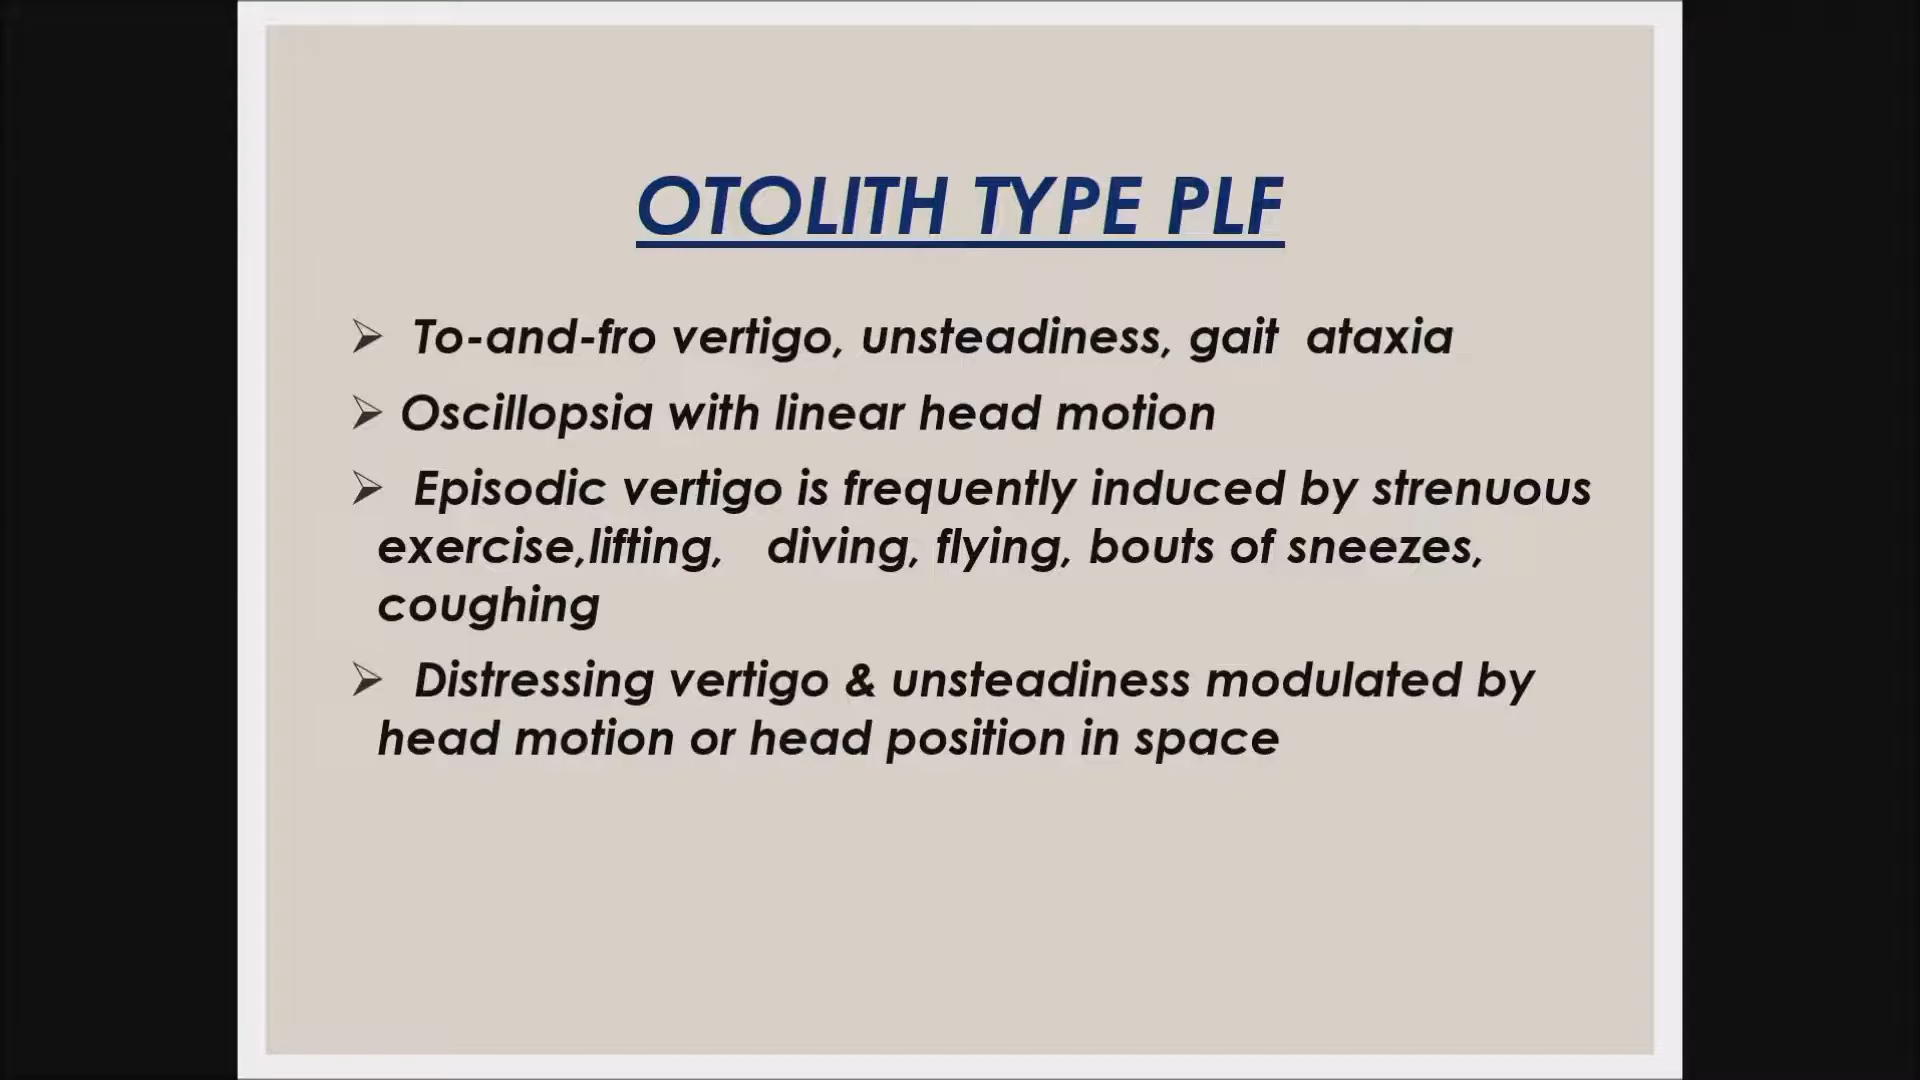 OTOLITH TYPE PLF
➢ To-and-fro vertigo, unsteadiness, gait ataxia
➢ Oscillopsia with linear head motion
➢ Episodic vertigo is frequently induced by strenuous
exercise,lifting, diving, flying, bouts of sneezes,
coughing
➢ Distressing vertigo & unsteadiness modulated by
head motion or head position in space